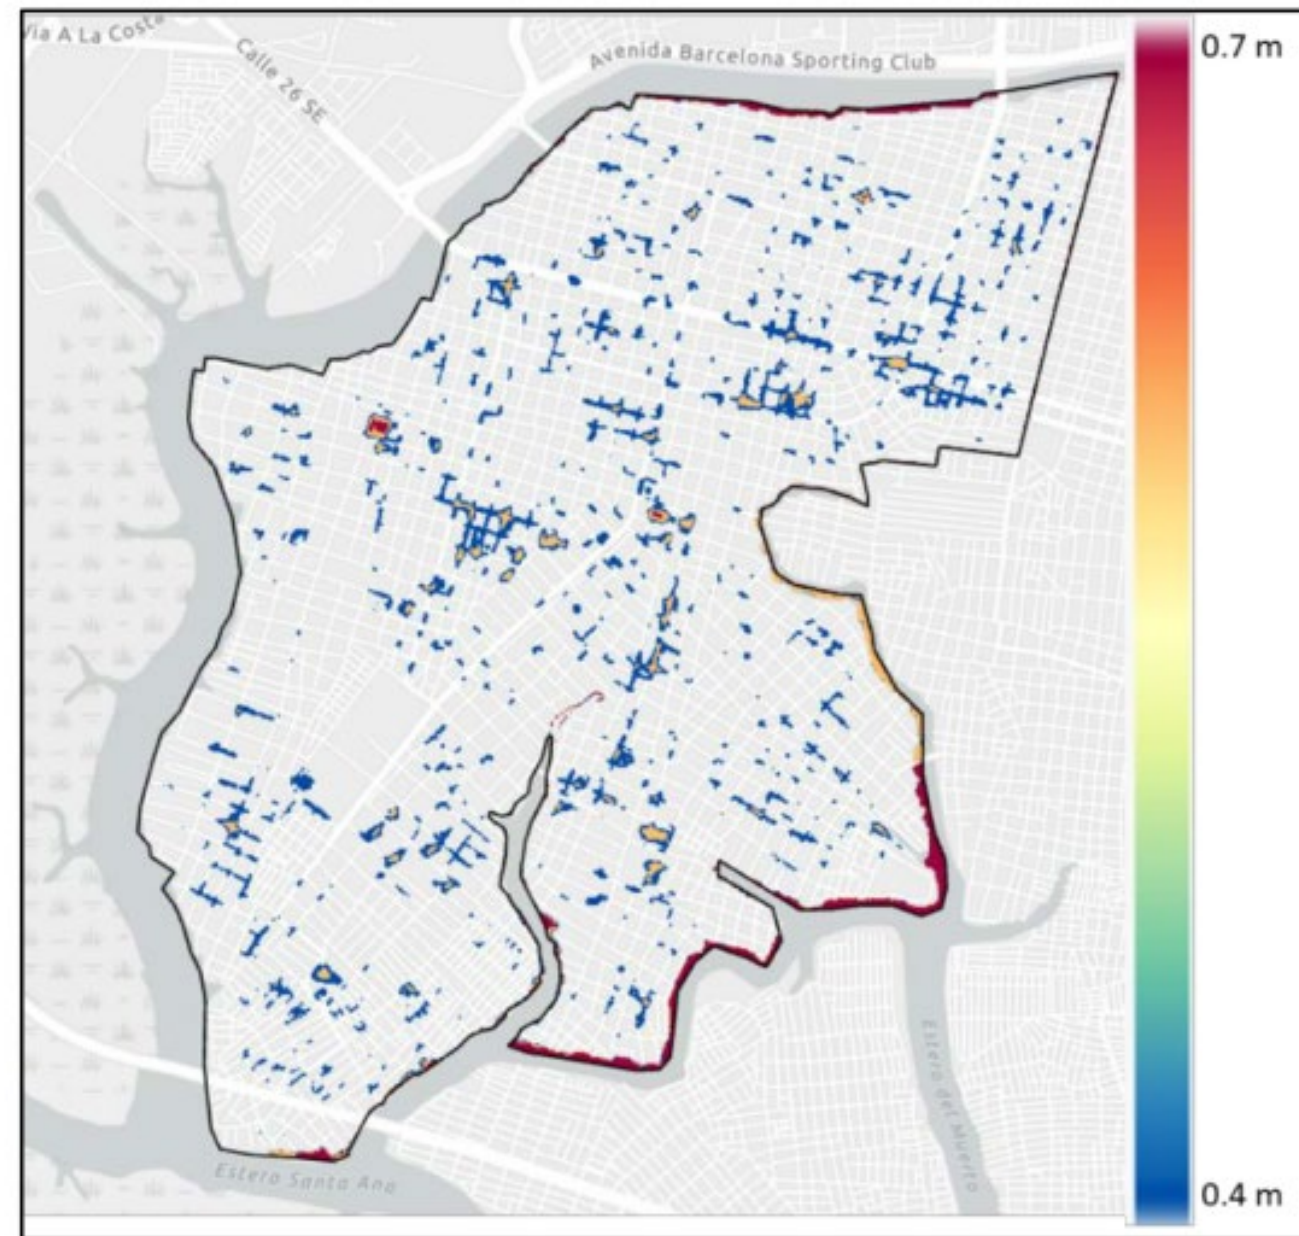 Via A La Costa
Calle 26 SE
Avenida Barcelona Sporting Club
0.7 m
Estero del Muerto
Estero Santa Ana
0.4 m